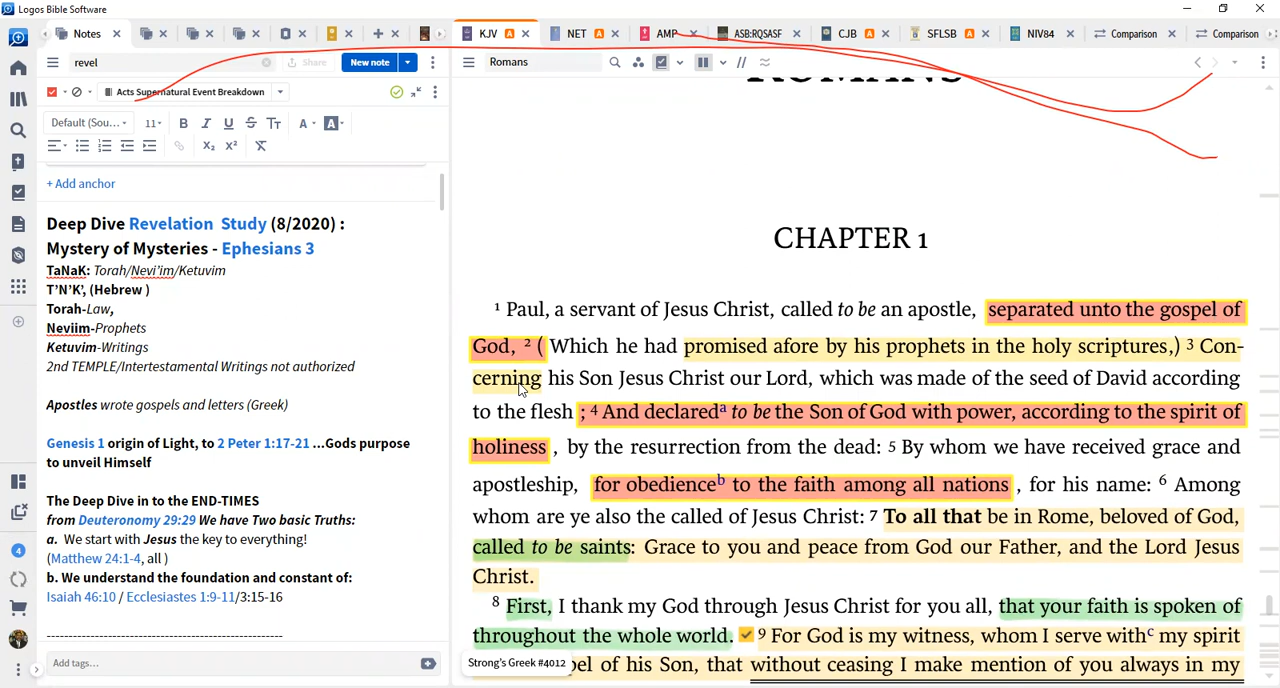 Logos Bible Software
Notes
KJV A
NET A
AMP A
ASB:RQSASF
CJB A
SFLSB A
NIV84
Comparison
Comparison
revel
Share
New note
Romans
Acts Supernatural Event Breakdown
Default (Sou...
11
B I U S TT A A
X₂ X²
+ Add anchor
Deep Dive Revelation Study (8/2020) :
Mystery of Mysteries - Ephesians 3
TaNaK: Torah/Nevi'im/Ketuvim
T'N'K', (Hebrew )
Torah-Law,
Neviim-Prophets
Ketuvim-Writings
2nd TEMPLE/Intertestamental Writings not authorized
Apostles wrote gospels and letters (Greek)
Genesis 1 origin of Light, to 2 Peter 1:17-21 ...Gods purpose
to unveil Himself
The Deep Dive in to the END-TIMES
from Deuteronomy 29:29 We have Two basic Truths:
a. We start with Jesus the key to everything!
(Matthew 24:1-4, all )
b. We understand the foundation and constant of:
Isaiah 46:10 / Ecclesiastes 1:9-11/3:15-16
--------------------------------------------------
Add tags...
4
ROMANS
CHAPTER 1
1 Paul, a servant of Jesus Christ, called to be an apostle, separated unto the gospel of
God, 2 ( Which he had promised afore by his prophets in the holy scriptures,) 3 Con-
cerning his Son Jesus Christ our Lord, which was made of the seed of David according
to the flesh ; 4 And declaredᵃ to be the Son of God with power, according to the spirit of
holiness , by the resurrection from the dead: 5 By whom we have received grace and
apostleship, for obedienceᵇ to the faith among all nations , for his name: 6 Among
whom are ye also the called of Jesus Christ: 7 To all that be in Rome, beloved of God,
called to be saints: Grace to you and peace from God our Father, and the Lord Jesus
Christ.
8 First, I thank my God through Jesus Christ for you all, that your faith is spoken of
throughout the whole world. 9 For God is my witness, whom I serve withᶜ my spirit
pel of his Son, that without ceasing I make mention of you always in my
Strong's Greek #4012